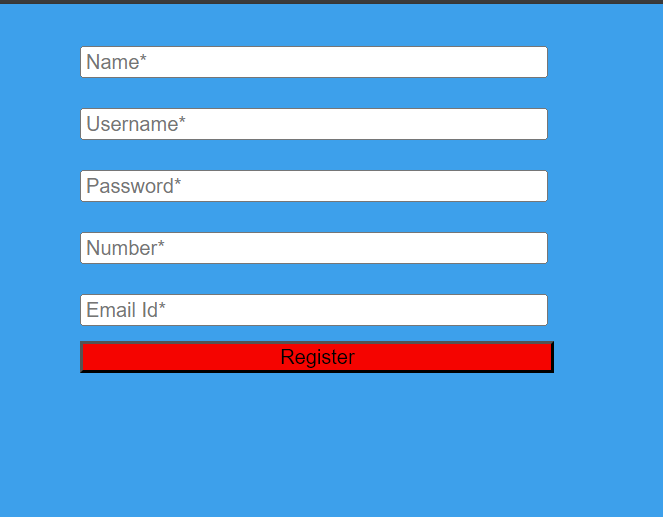 Name*
Username*
Password*
Number*
Email Id*
Register